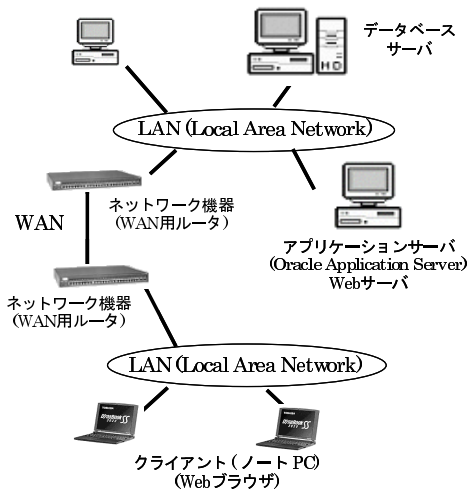 データベース
サーバ
LAN (Local Area Network)
ネットワーク機器
(WAN用ルータ)
WAN
アプリケーションサーバ
(Oracle Application Server)
Webサーバ
ネットワーク機器
(WAN用ルータ)
LAN (Local Area Network)
クライアント ( ノート PC)
(Webブラウザ)